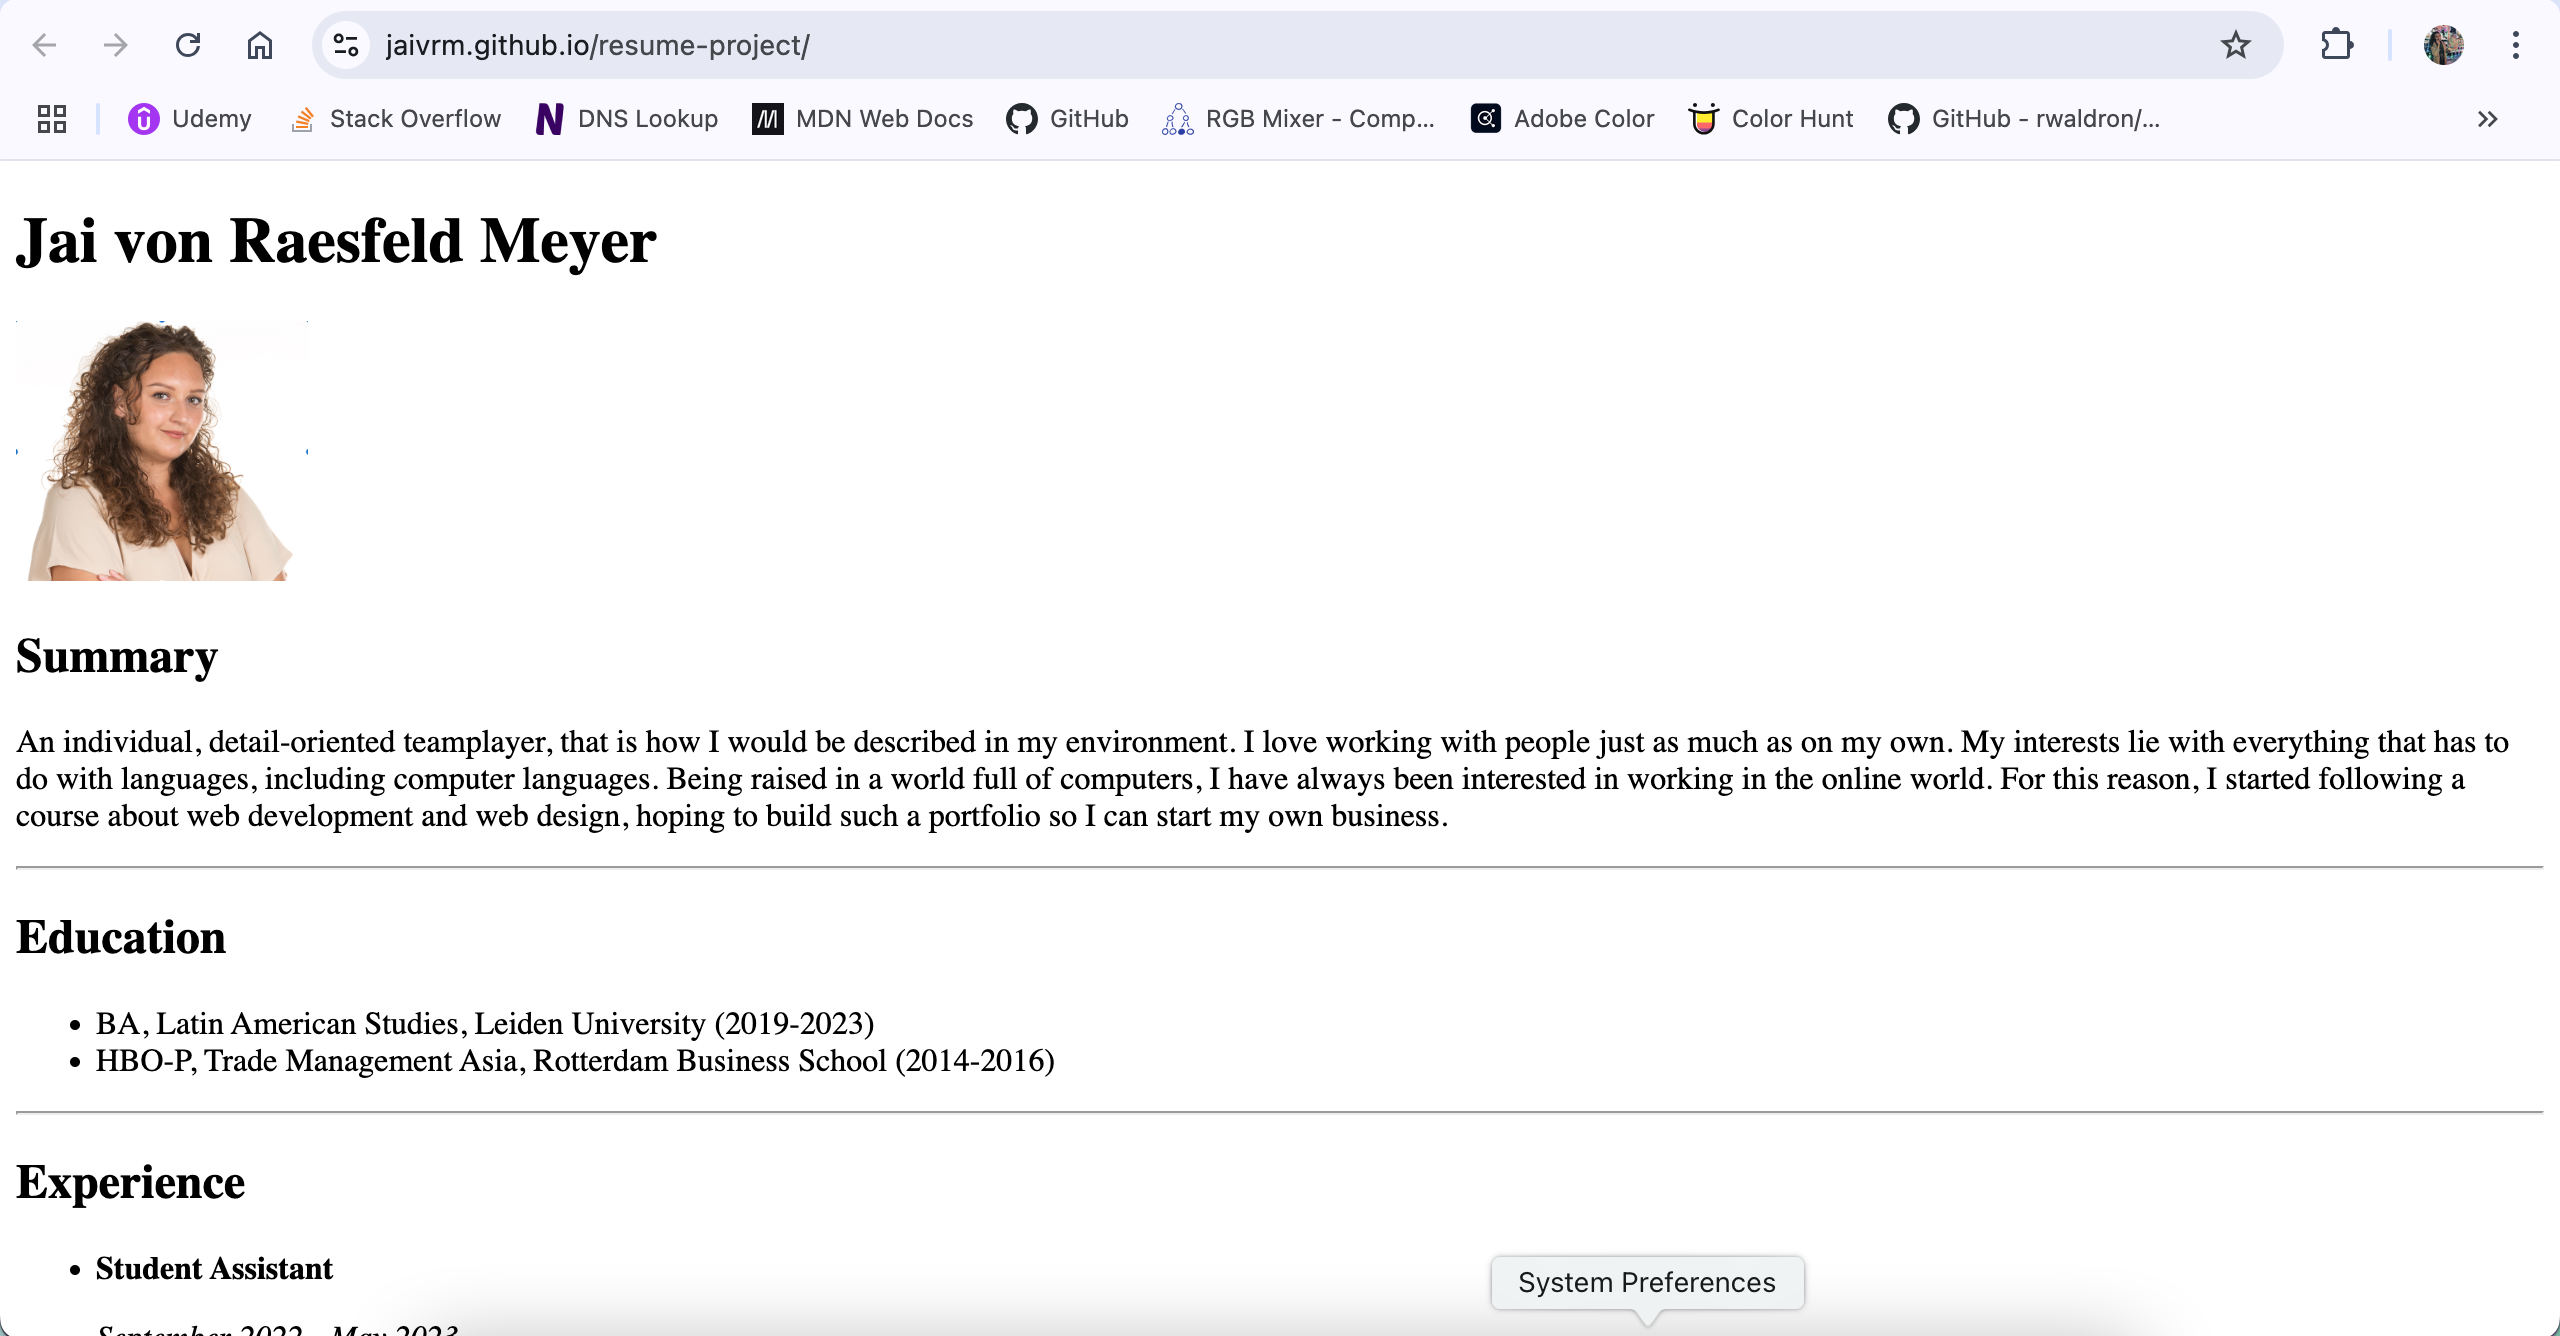 jaivrm.github.io/resume-project/
Udemy Stack Overflow DNS Lookup MDN Web Docs GitHub RGB Mixer - Comp... Adobe Color Color Hunt GitHub - rwaldron/...
Jai von Raesfeld Meyer
Summary
An individual, detail-oriented teamplayer, that is how I would be described in my environment. I love working with people just as much as on my own. My interests lie with everything that has to
do with languages, including computer languages. Being raised in a world full of computers, I have always been interested in working in the online world. For this reason, I started following a
course about web development and web design, hoping to build such a portfolio so I can start my own business.
Education
• BA, Latin American Studies, Leiden University (2019-2023)
• HBO-P, Trade Management Asia, Rotterdam Business School (2014-2016)
Experience
• Student Assistant
System Preferences
September 2022 - May 2023